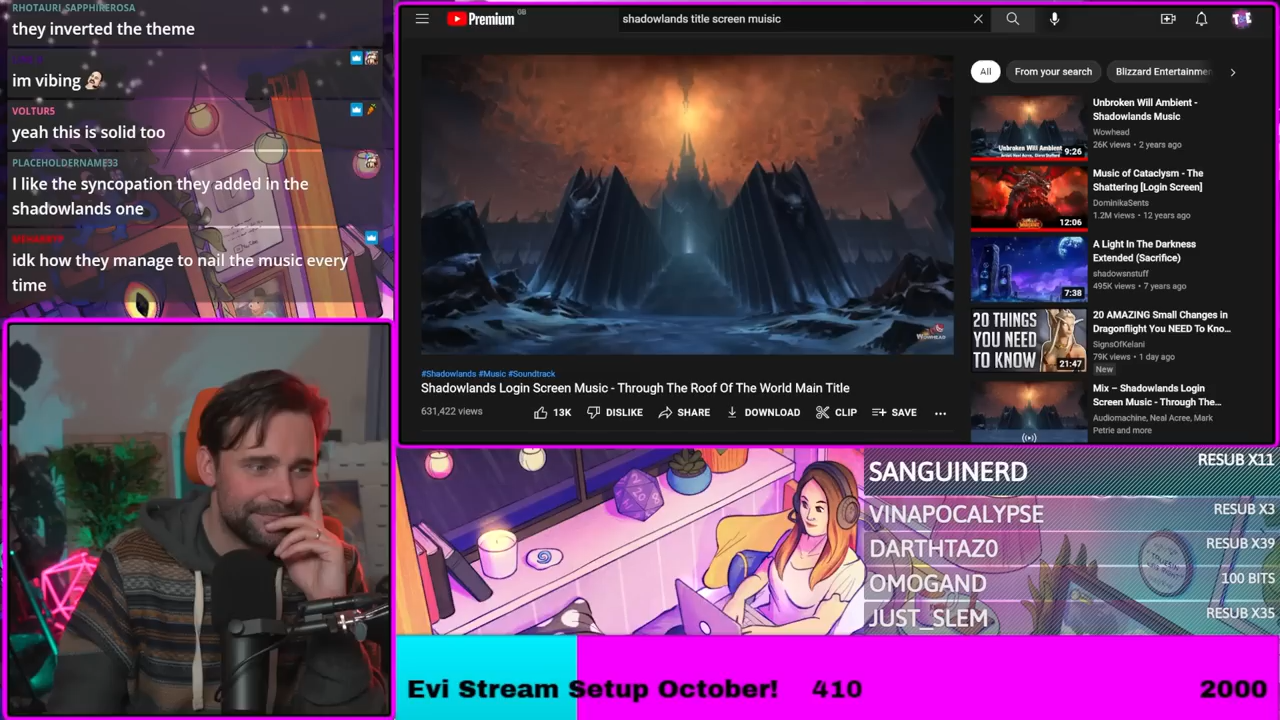 RHOTAURI_SAPPHIREROSA
they inverted the theme
im vibing
VOLTUR5
yeah this is solid too
PLACEHOLDERNAME33
I like the syncopation they added in the
shadowlands one
idk how they manage to nail the music every
time
Premium GB
shadowlands title screen muisic
All
From your search
Blizzard Entertainmen
Unbroken Will Ambient
9:26
Unbroken Will Ambient -
Shadowlands Music
Wowhead
26K views • 2 years ago
12:06
Music of Cataclysm - The
Shattering [Login Screen]
DominikaSents
1.2M views • 12 years ago
7:38
A Light In The Darkness
Extended (Sacrifice)
shadowsnstuff
495K views • 7 years ago
20 THINGS
YOU NEED
TO KNOW
21:47
20 AMAZING Small Changes in
Dragonflight You NEED To Kno...
SignsOfKelani
79K views • 1 day ago
New
Mix – Shadowlands Login
Screen Music - Through The...
Audiomachine, Neal Acree, Mark
Petrie and more
WOWHEAD
#Shadowlands #Music #Soundtrack
Shadowlands Login Screen Music - Through The Roof Of The World Main Title
631,422 views
13K
DISLIKE
SHARE
DOWNLOAD
CLIP
SAVE
SANGUINERD
RESUB X11
VINAPOCALYPSE
RESUB X3
DARTHTAZ0
RESUB X39
OMOGAND
100 BITS
JUST_SLEM
RESUB X35
Evi Stream Setup October! 410 2000